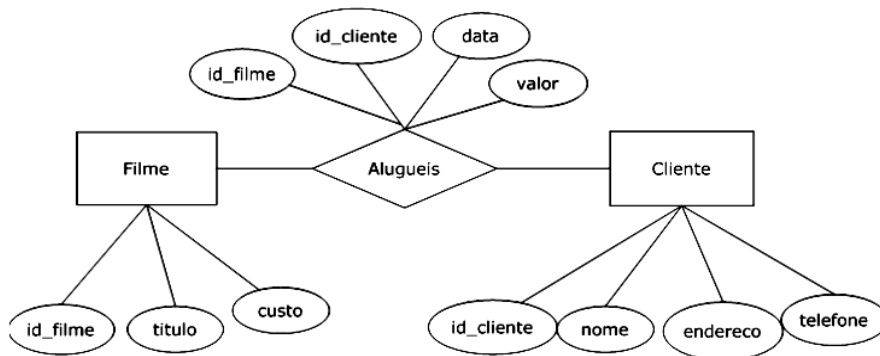 id_cliente
data
id_filme
valor
Filme
Alugueis
Cliente
id_filme
titulo
custo
id_cliente
nome
endereco
telefone